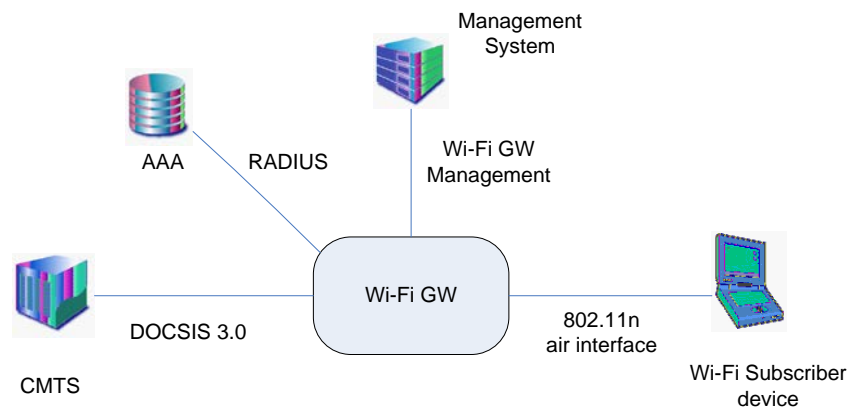 Management
System
AAA
RADIUS
Wi-Fi GW
Management
Wi-Fi GW
DOCSIS 3.0
802.11n
air interface
CMTS
Wi-Fi Subscriber
device